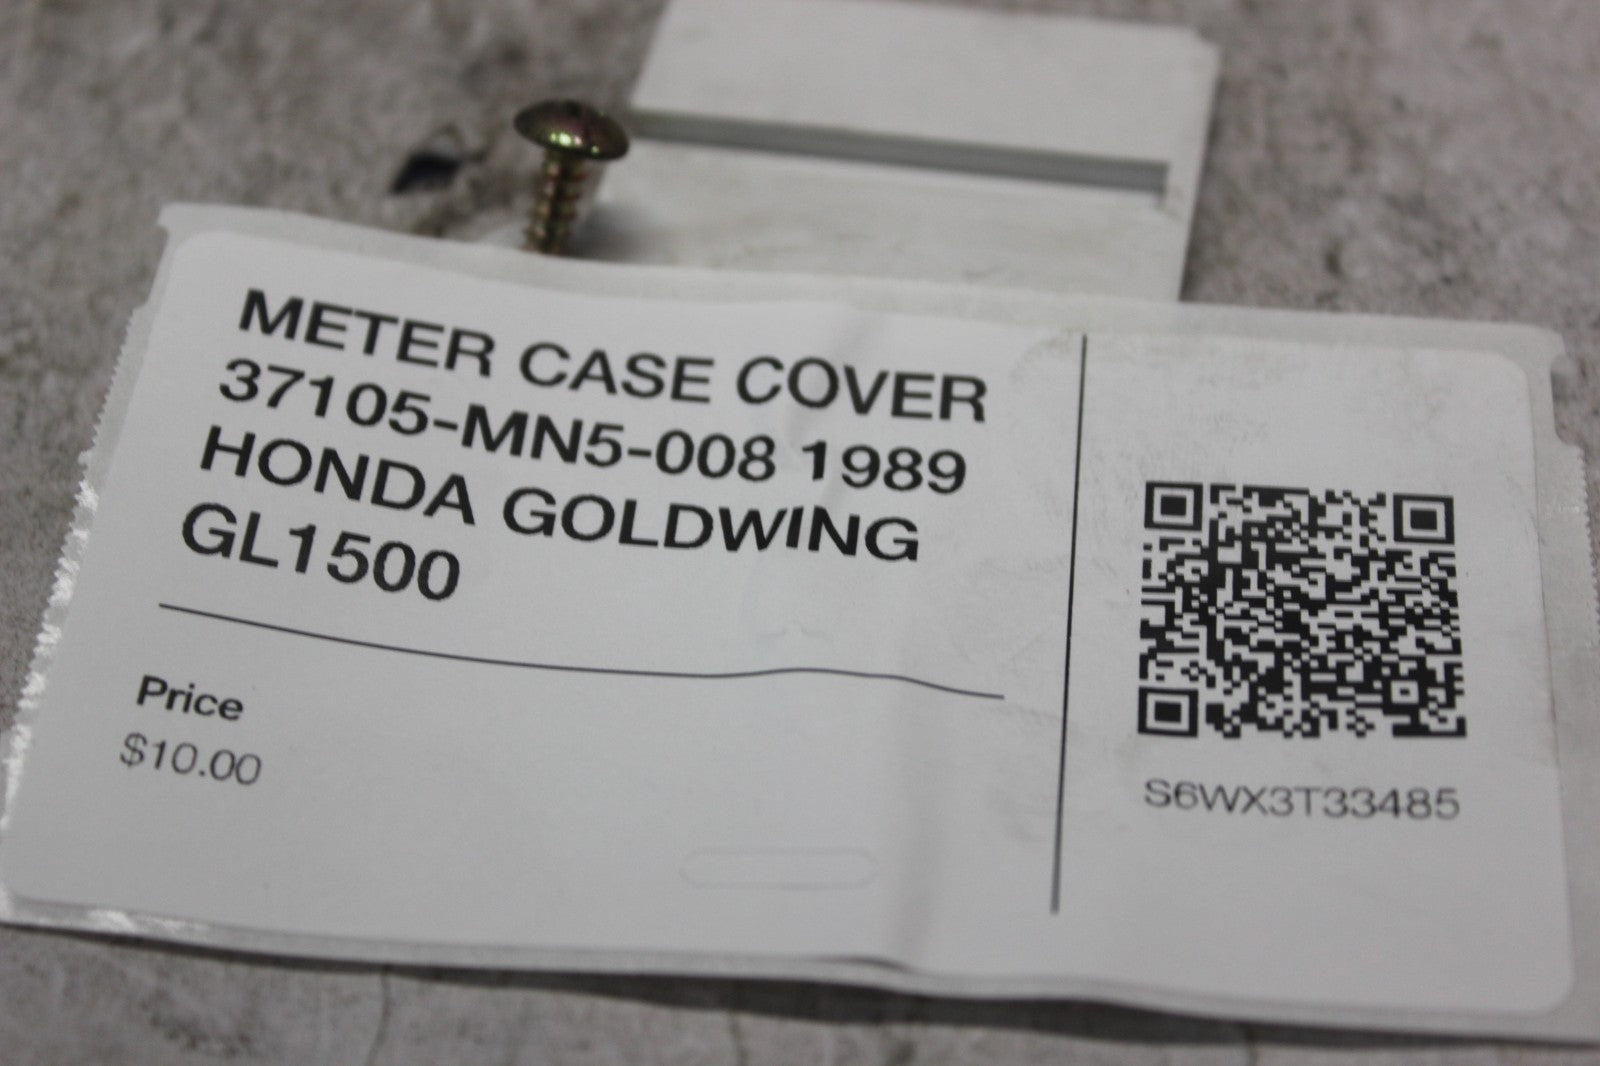 METER CASE COVER
37105-MN5-008 1989
HONDA GOLDWING
GL1500
Price
$10.00
S6WX3T33485